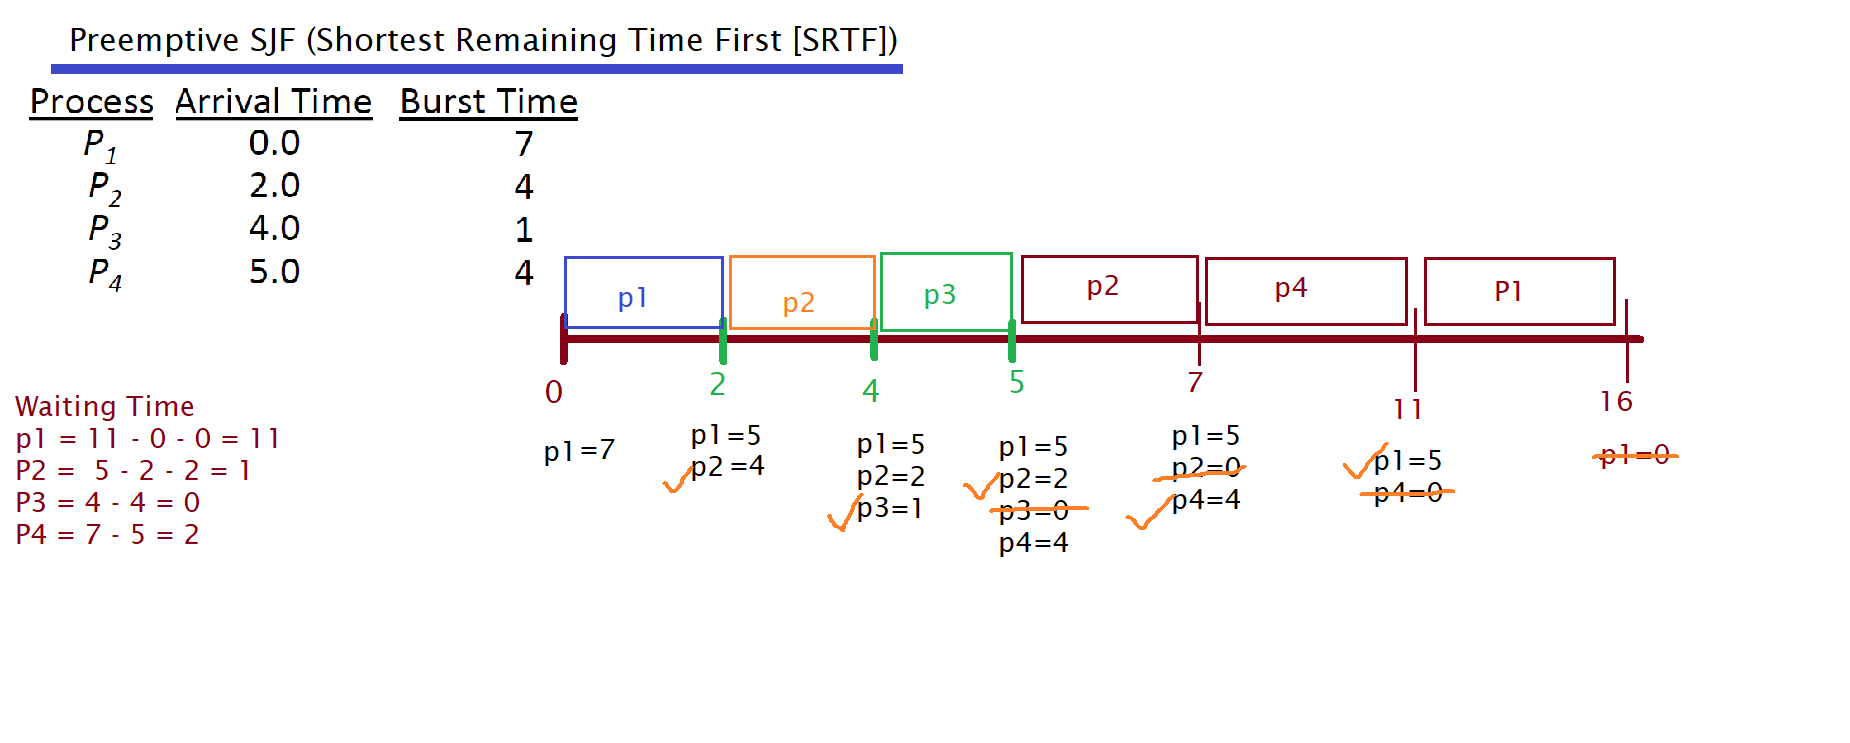 Preemptive SJF (Shortest Remaining Time First [SRTF])
Process Arrival Time Burst Time
P1 0.0 7
P2 2.0 4
P3 4.0 1
P4 5.0 4
p1 p2 p3 p2 p4 P1
0 2 4 5 7 11 16
Waiting Time
p1 = 11 - 0 - 0 = 11
P2 =  5 - 2 - 2 = 1
P3 = 4 - 4 = 0
P4 = 7 - 5 = 2
p1=7
p1=5
p2=4
p1=5
p2=2
p3=1
p1=5
p2=2
p3=0
p4=4
p1=5
p2=0
p4=4
p1=5
p4=0
p1=0